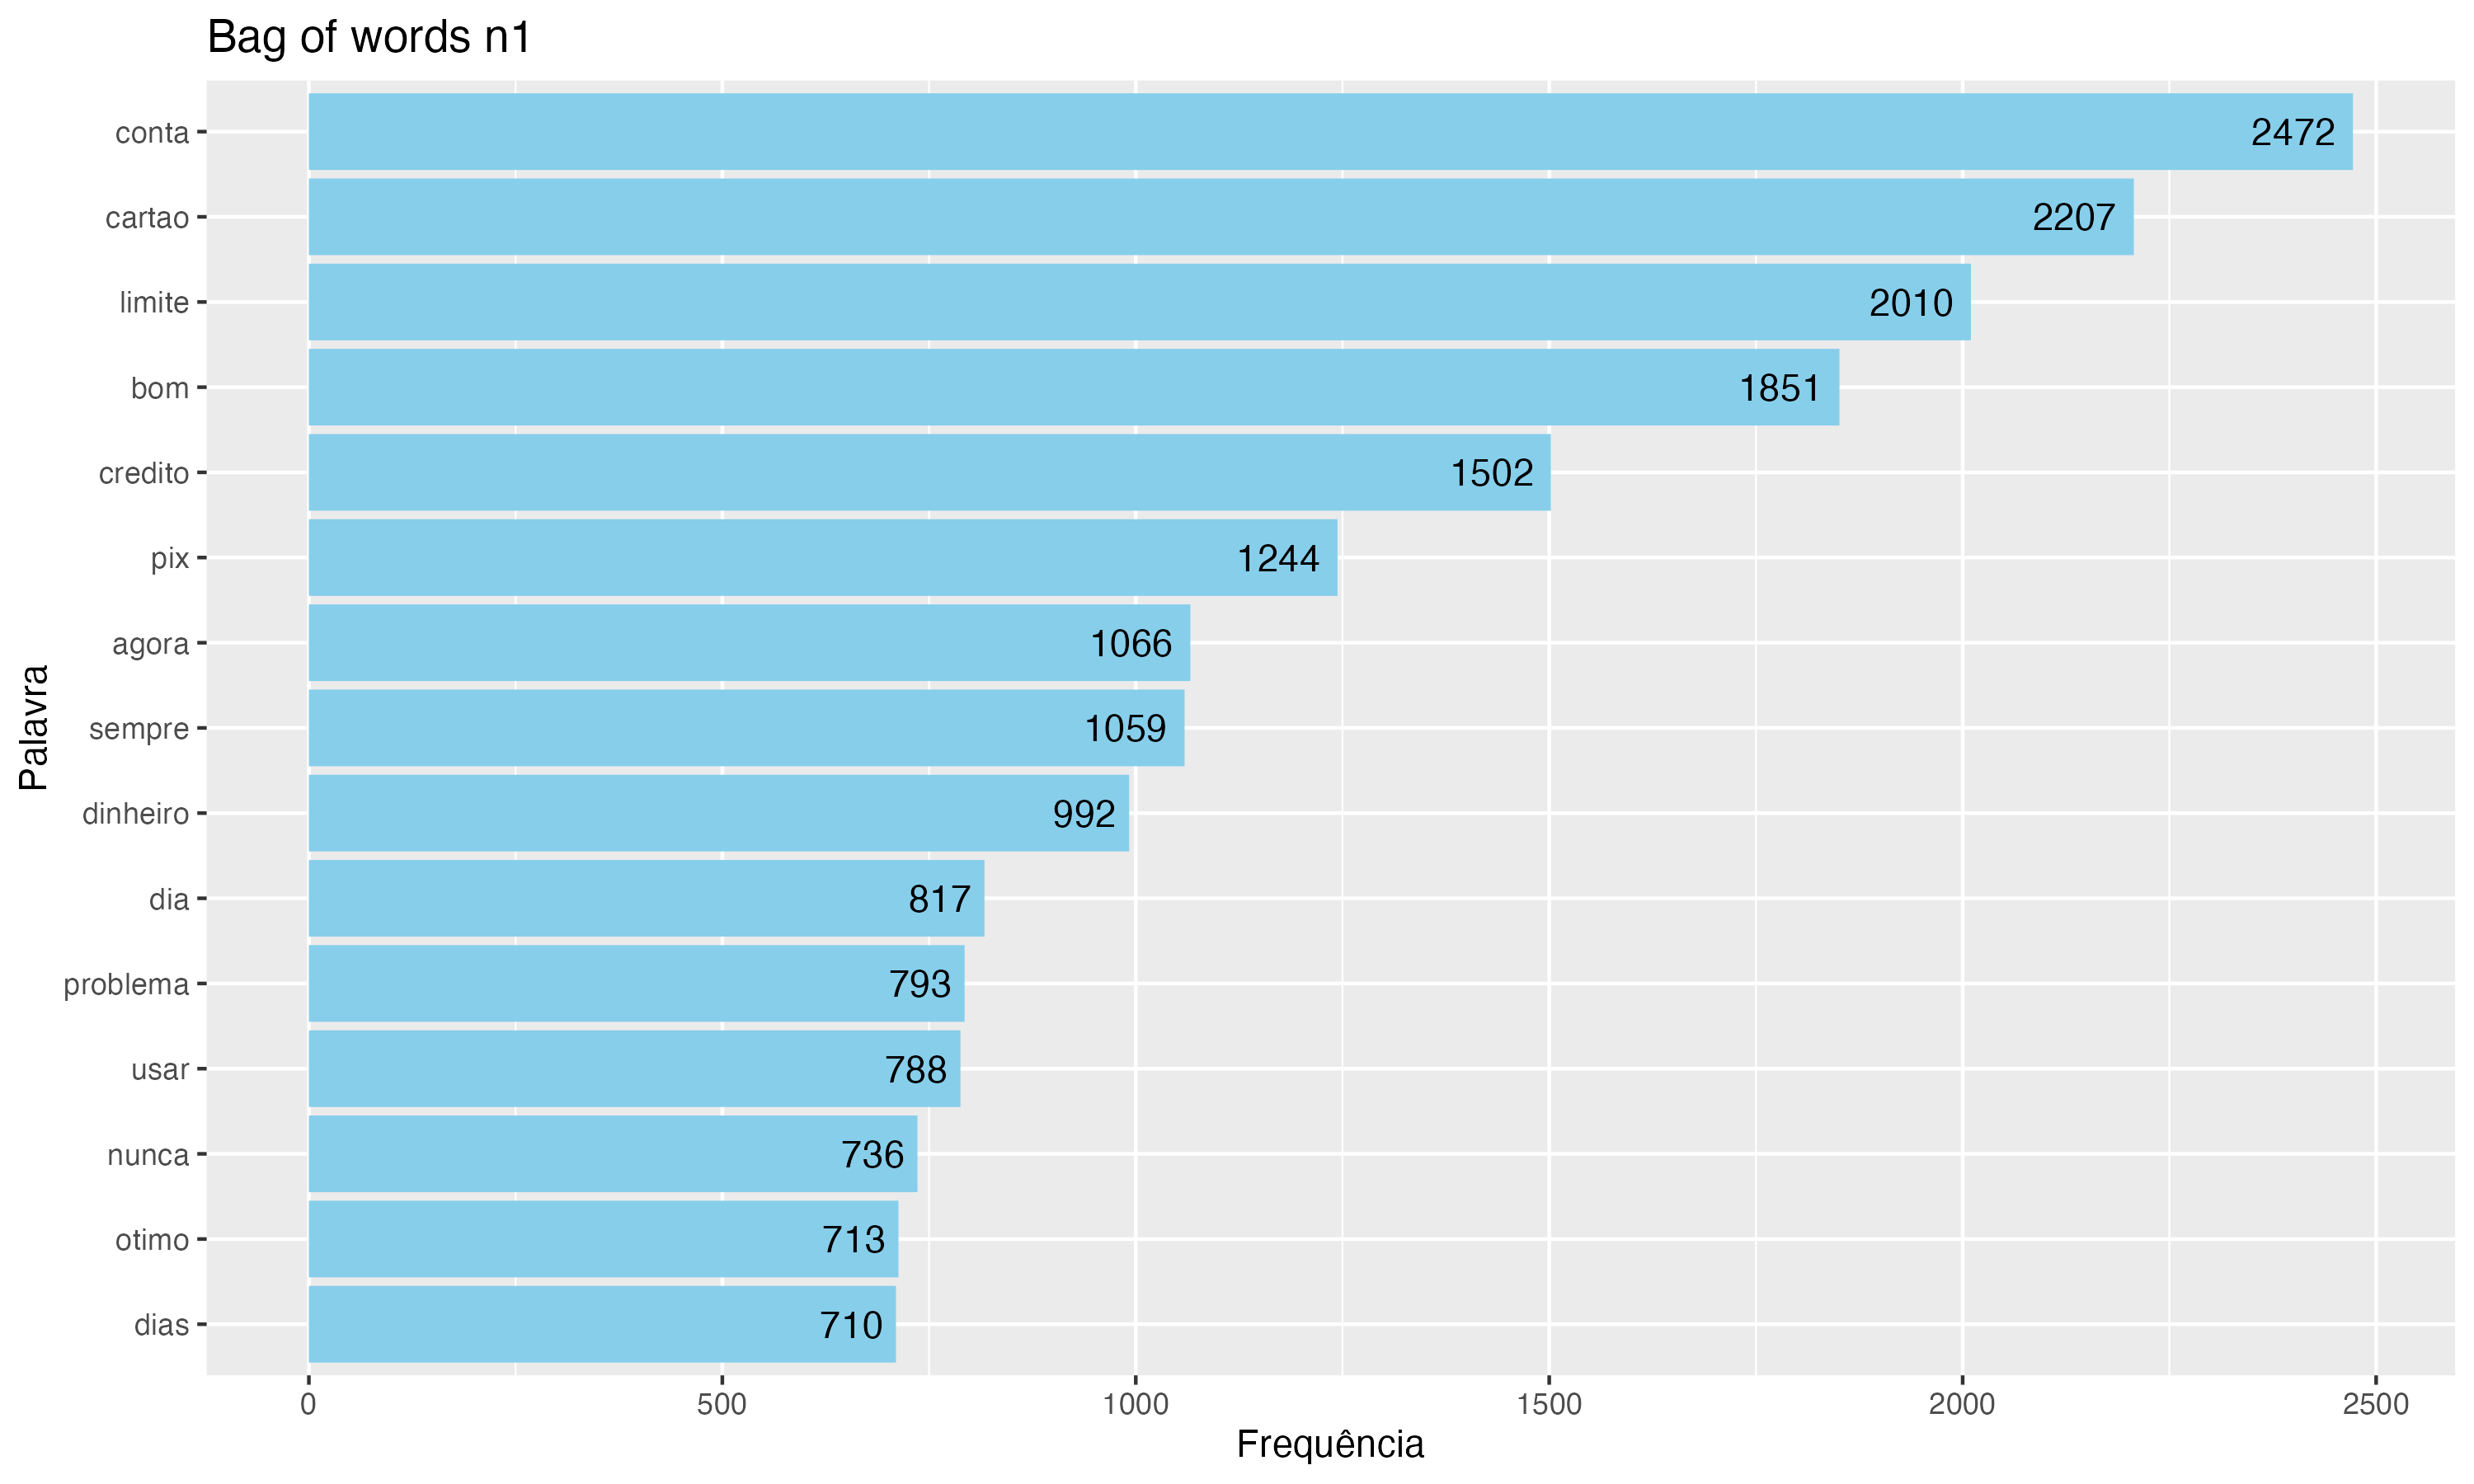 Bag of words n1
conta 2472
cartao 2207
limite 2010
bom 1851
credito 1502
pix 1244
agora 1066
sempre 1059
dinheiro 992
dia 817
problema 793
usar 788
nunca 736
otimo 713
dias 710
Palavra
0 500 1000 1500 2000 2500
Frequência